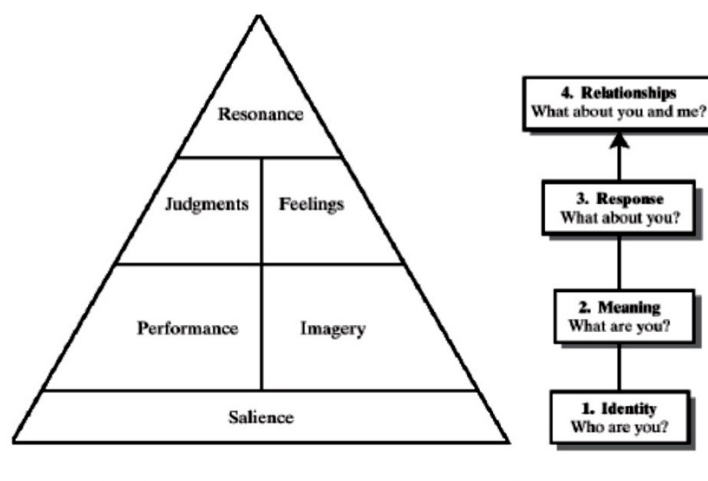 Resonance
Judgments
Feelings
Performance
Imagery
Salience
4. Relationships
What about you and me?
3. Response
What about you?
2. Meaning
What are you?
1. Identity
Who are you?